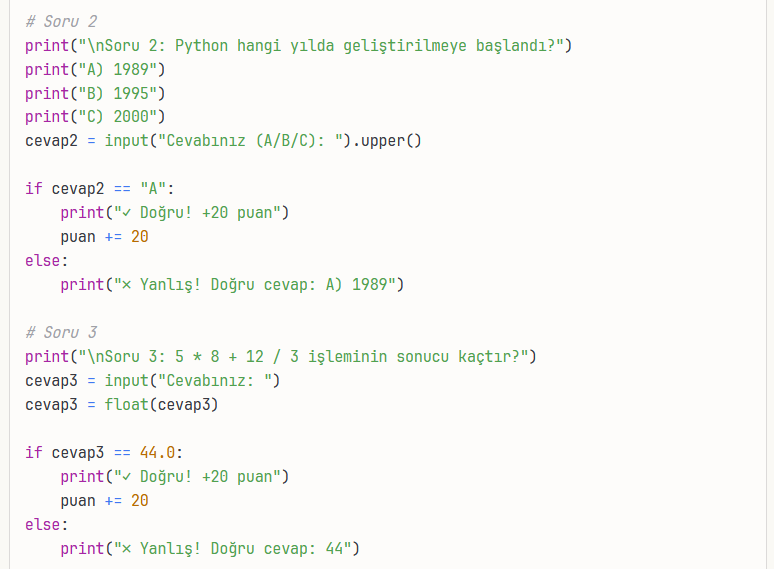 # Soru 2
print("\nSoru 2: Python hangi yılda geliştirilmeye başlandı?")
print("A) 1989")
print("B) 1995")
print("C) 2000")
cevap2 = input("Cevabınız (A/B/C): ").upper()

if cevap2 == "A":
    print("✓ Doğru! +20 puan")
    puan += 20
else:
    print("✗ Yanlış! Doğru cevap: A) 1989")

# Soru 3
print("\nSoru 3: 5 * 8 + 12 / 3 işleminin sonucu kaçtır?")
cevap3 = input("Cevabınız: ")
cevap3 = float(cevap3)

if cevap3 == 44.0:
    print("✓ Doğru! +20 puan")
    puan += 20
else:
    print("✗ Yanlış! Doğru cevap: 44")